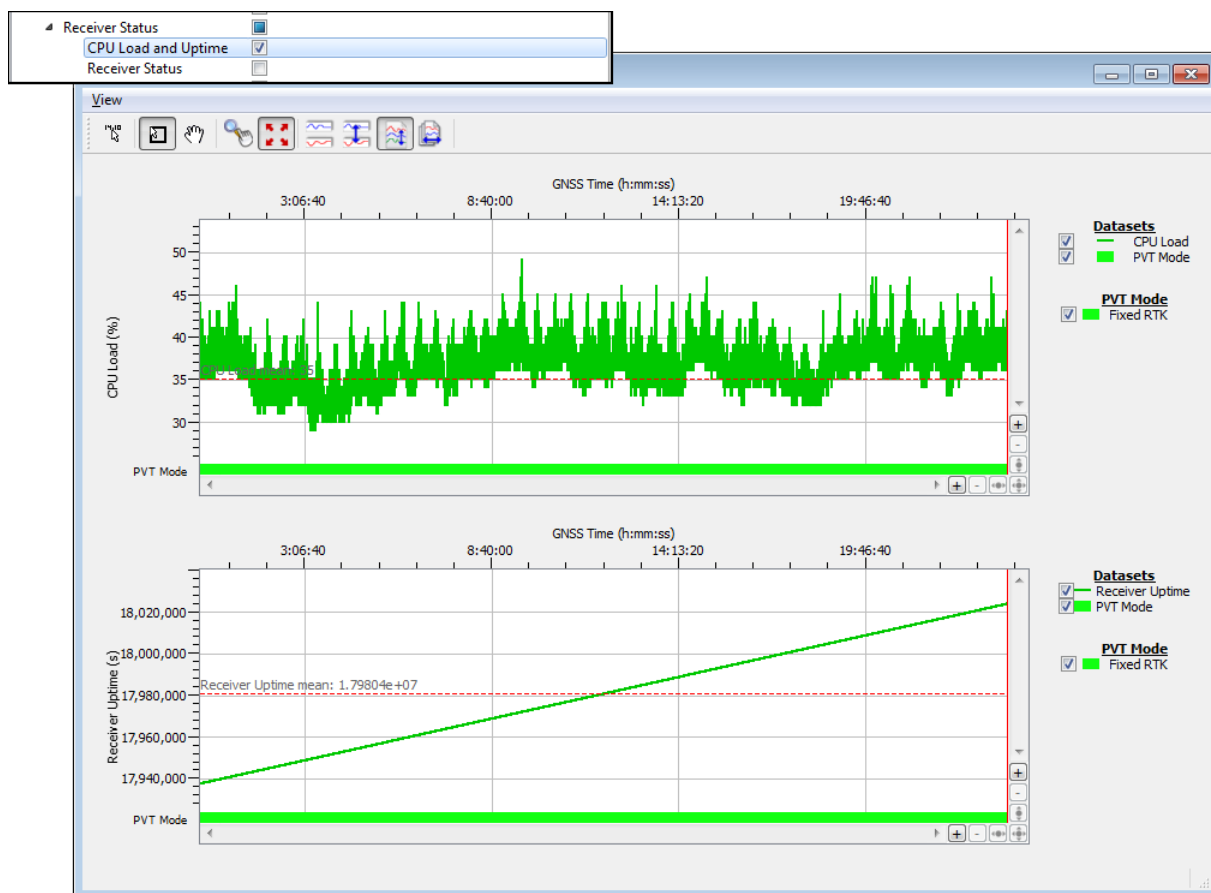 Receiver Status
CPU Load and Uptime
Receiver Status
View
GNSS Time (h:mm:ss)
3:06:40 8:40:00 14:13:20 19:46:40
Datasets
CPU Load
PVT Mode
PVT Mode
Fixed RTK
CPU Load (%)
50
45
40
35
30
CPU Load mean: 35
PVT Mode
GNSS Time (h:mm:ss)
3:06:40 8:40:00 14:13:20 19:46:40
Datasets
Receiver Uptime
PVT Mode
PVT Mode
Fixed RTK
Receiver Uptime (s)
18,020,000
18,000,000
17,980,000
17,960,000
17,940,000
Receiver Uptime mean: 1.79804e+07
PVT Mode